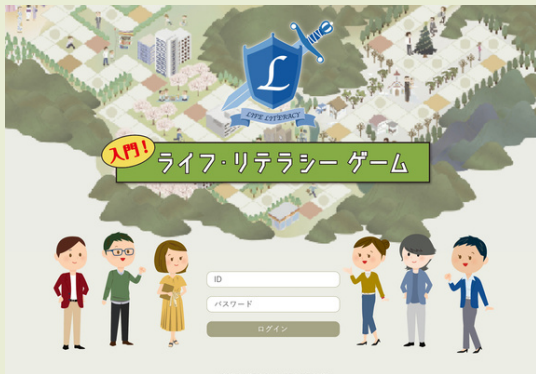 L
LIFE LITERACY
入門！
ライフ・リテラシー ゲーム
ID
パスワード
ログイン